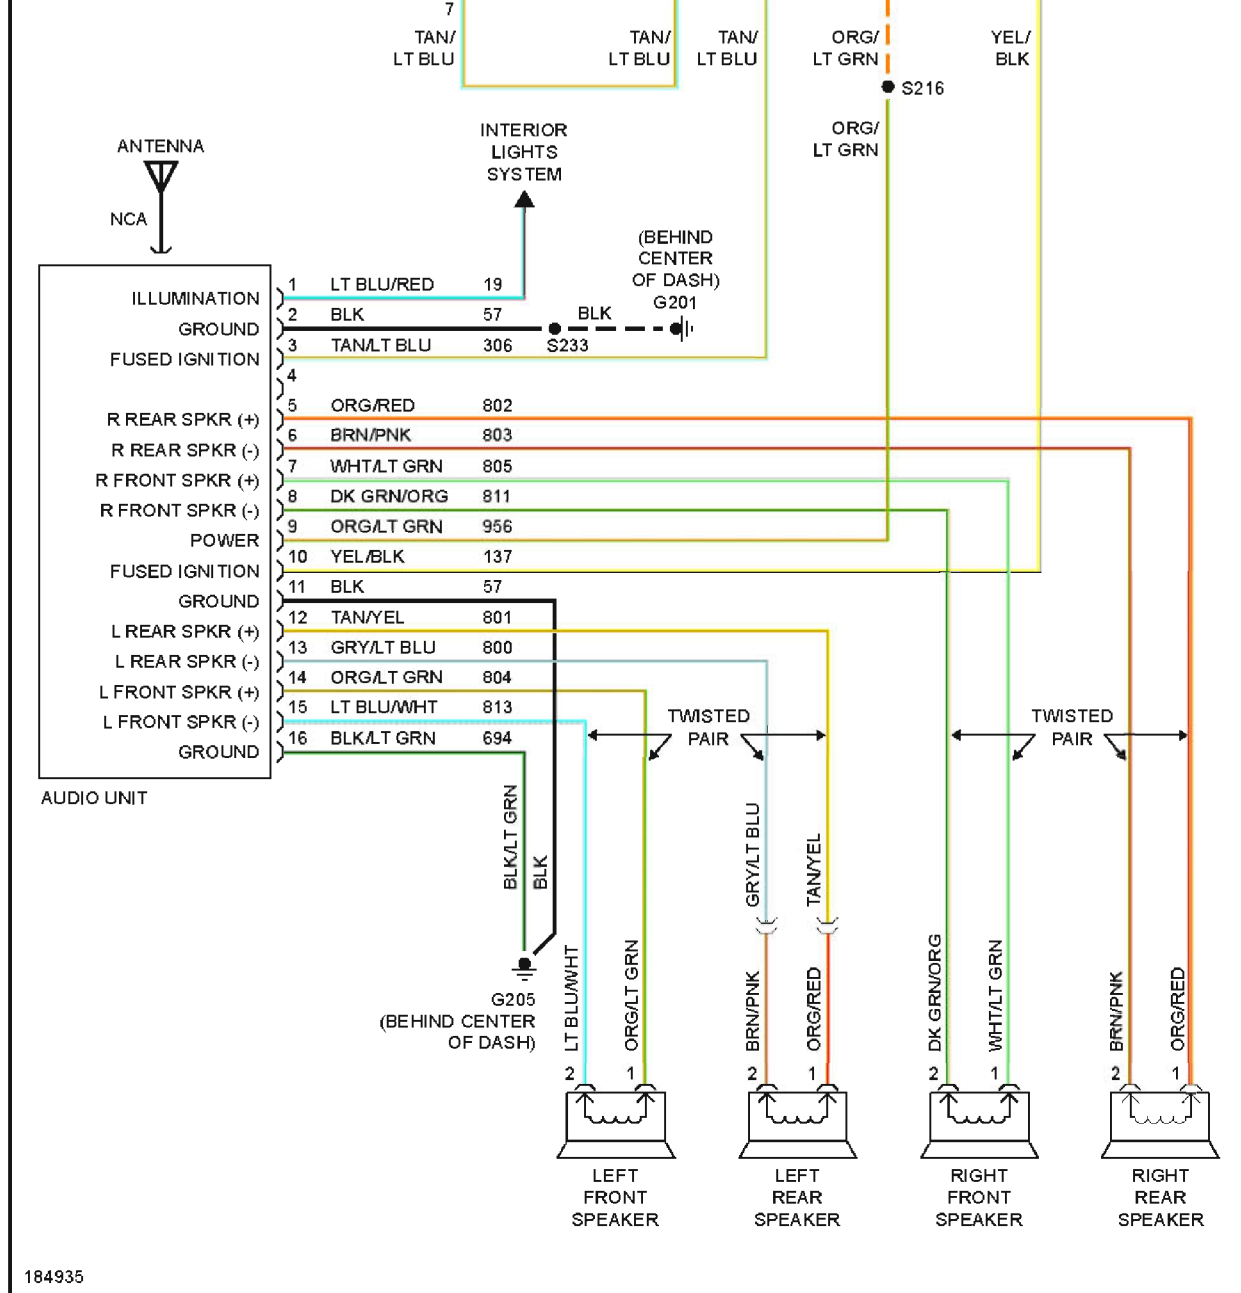 7
TAN/
LT BLU
TAN/
LT BLU
TAN/
LT BLU
ORG/
LT GRN
YEL/
BLK
S216
ORG/
LT GRN
ANTENNA
NCA
INTERIOR
LIGHTS
SYSTEM
(BEHIND
CENTER
OF DASH)
G201
BLK
S233
ILLUMINATION 1 LT BLU/RED 19
GROUND 2 BLK 57
FUSED IGNITION 3 TAN/LT BLU 306
4
R REAR SPKR (+) 5 ORG/RED 802
R REAR SPKR (-) 6 BRN/PNK 803
R FRONT SPKR (+) 7 WHT/LT GRN 805
R FRONT SPKR (-) 8 DK GRN/ORG 811
POWER 9 ORG/LT GRN 956
FUSED IGNITION 10 YEL/BLK 137
GROUND 11 BLK 57
L REAR SPKR (+) 12 TAN/YEL 801
L REAR SPKR (-) 13 GRY/LT BLU 800
L FRONT SPKR (+) 14 ORG/LT GRN 804
L FRONT SPKR (-) 15 LT BLU/WHT 813
GROUND 16 BLK/LT GRN 694
AUDIO UNIT
TWISTED
PAIR
TWISTED
PAIR
BLK/LT GRN
BLK
GRY/LT BLU
TAN/YEL
G205
(BEHIND CENTER
OF DASH)
LT BLU/WHT
ORG/LT GRN
BRN/PNK
ORG/RED
DK GRN/ORG
WHT/LT GRN
BRN/PNK
ORG/RED
2 1 2 1 2 1 2 1
LEFT
FRONT
SPEAKER
LEFT
REAR
SPEAKER
RIGHT
FRONT
SPEAKER
RIGHT
REAR
SPEAKER
184935